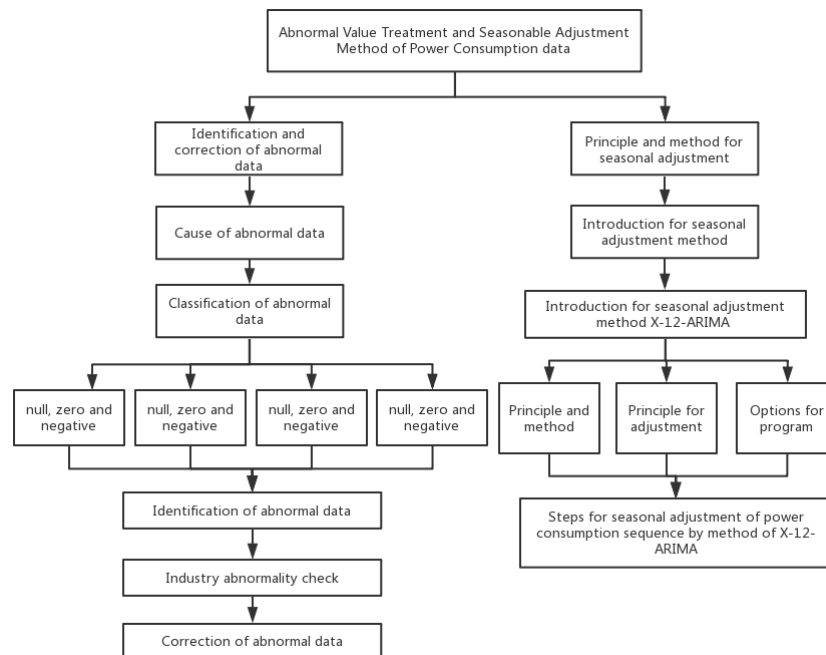 Abnormal Value Treatment and Seasonable Adjustment
Method of Power Consumption data
Identification and
correction of abnormal
data
Principle and method for
seasonal adjustment
Cause of abnormal data
Introduction for seasonal
adjustment method
Classification of abnormal
data
Introduction for seasonal adjustment
method X-12-ARIMA
null, zero and
negative
null, zero and
negative
null, zero and
negative
null, zero and
negative
Principle and
method
Principle for
adjustment
Options for
program
Identification of abnormal data
Steps for seasonal adjustment of power
consumption sequence by method of X-12-
ARIMA
Industry abnormality check
Correction of abnormal data